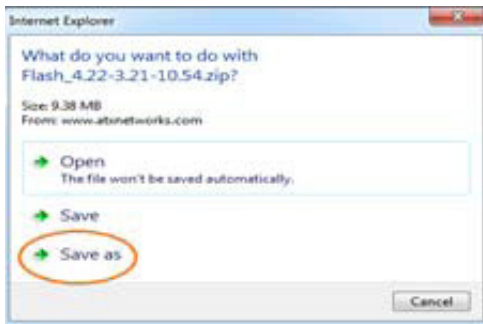 Internet Explorer
What do you want to do with
Flash_4.22-3.21-10.54.zip?
Size: 9.38 MB
From: www.atxnetworks.com
Open
The file won't be saved automatically.
Save
Save as
Cancel